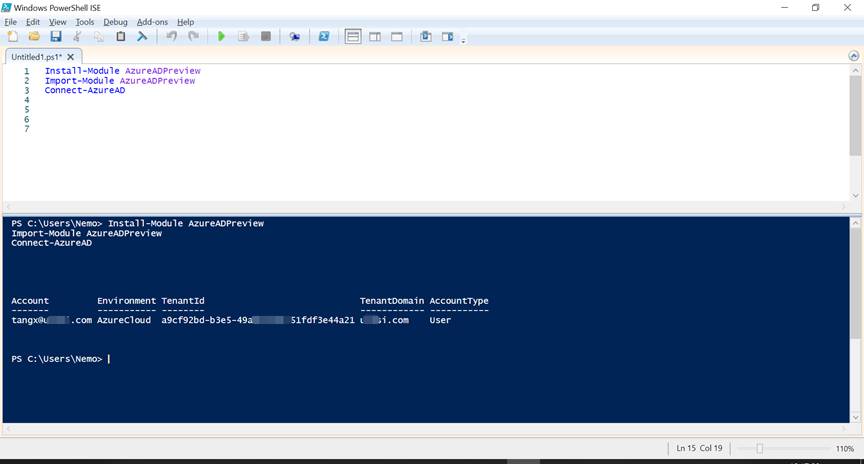 Windows PowerShell ISE
File Edit View Tools Debug Add-ons Help
Untitled1.ps1* X
1 Install-Module AzureADPreview
2 Import-Module AzureADPreview
3 Connect-AzureAD
4
5
6
7
PS C:\Users\Nemo> Install-Module AzureADPreview
Import-Module AzureADPreview
Connect-AzureAD
Account Environment TenantId TenantDomain AccountType
------- ----------- -------- ------------ -----------
tangx@u .com AzureCloud a9cf92bd-b3e5-49a 51fdf3e44a21 si.com User
PS C:\Users\Nemo>
Ln 15 Col 19 110%